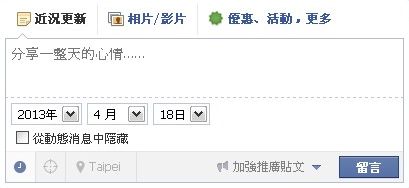 近況更新 相片/影片 優惠、活動，更多
分享一整天的心情......
2013年 4 月 18日
從動態消息中隱藏
Taipei 加強推廣貼文 留言